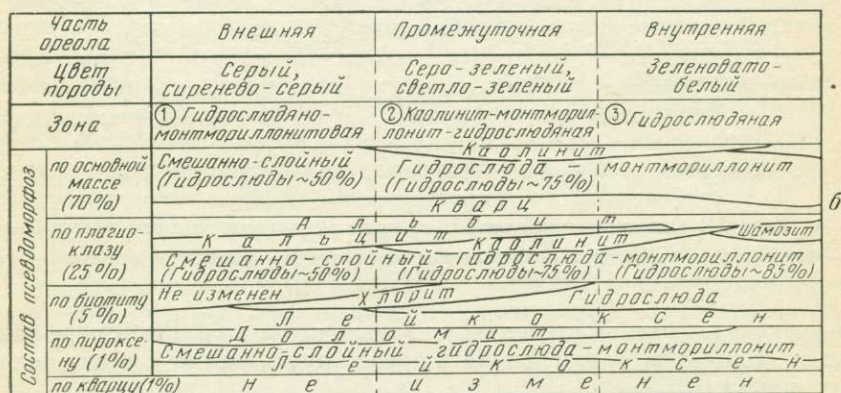 Часть ореола Внешняя Промежуточная Внутренняя
Цвет породы Серый, сиренево-серый Серо-зеленый, светло-зеленый Зеленовато-белый
Зона ① Гидрослюдяно-монтмориллонитовая ② Каолинит-монтмориллонит-гидрослюдяная ③ Гидрослюдяная
Состав псевдоморфоз
по основной массе (70%)
Каолинит
Смешанно-слойный Гидрослюда — монтмориллонит
(Гидрослюды~50%) (Гидрослюды~75%)
Кварц
б
по плагиоклазу (25%)
Альбит
Кальцит Каолинит Шамозит
Смешанно-слойный Гидрослюда-монтмориллонит
(Гидрослюды~50%) (Гидрослюды~75%) (Гидрослюды~85%)
по биотиту (5%)
Не изменен Хлорит Гидрослюда
Лейкоксен
по пироксену (1%)
Доломит
Смешанно-слойный гидрослюда-монтмориллонит
Лейкоксен
по кварцу (1%) Не изменен